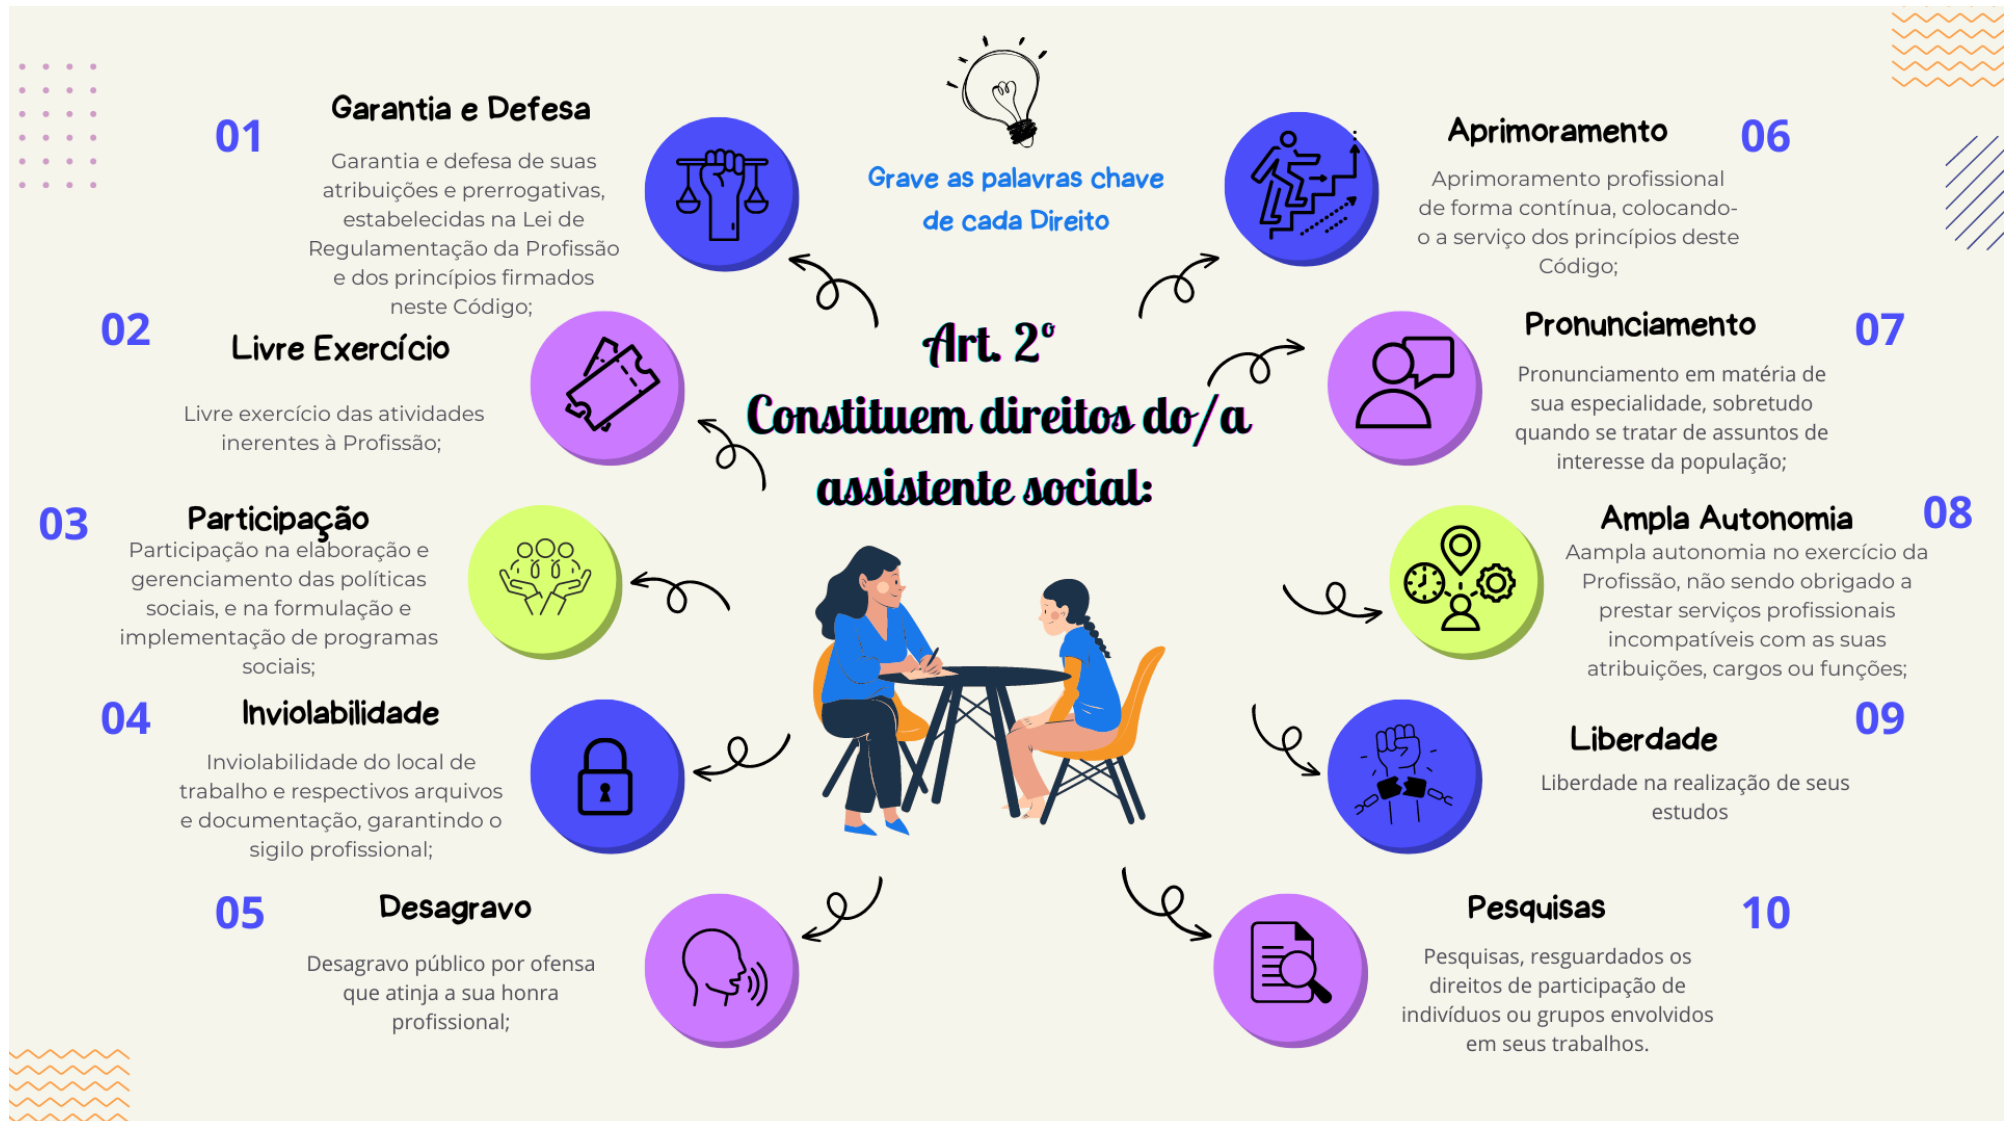 Grave as palavras chave
de cada Direito
Art. 2º
Constituem direitos do/a
assistente social:
01
Garantia e Defesa
Garantia e defesa de suas
atribuições e prerrogativas,
estabelecidas na Lei de
Regulamentação da Profissão
e dos princípios firmados
neste Código;
02
Livre Exercício
Livre exercício das atividades
inerentes à Profissão;
03
Participação
Participação na elaboração e
gerenciamento das políticas
sociais, e na formulação e
implementação de programas
sociais;
04
Inviolabilidade
Inviolabilidade do local de
trabalho e respectivos arquivos
e documentação, garantindo o
sigilo profissional;
05
Desagravo
Desagravo público por ofensa
que atinja a sua honra
profissional;
Aprimoramento
06
Aprimoramento profissional
de forma contínua, colocando-
o a serviço dos princípios deste
Código;
Pronunciamento
07
Pronunciamento em matéria de
sua especialidade, sobretudo
quando se tratar de assuntos de
interesse da população;
Ampla Autonomia
08
Aampla autonomia no exercício da
Profissão, não sendo obrigado a
prestar serviços profissionais
incompatíveis com as suas
atribuições, cargos ou funções;
09
Liberdade
Liberdade na realização de seus
estudos
Pesquisas
10
Pesquisas, resguardados os
direitos de participação de
indivíduos ou grupos envolvidos
em seus trabalhos.